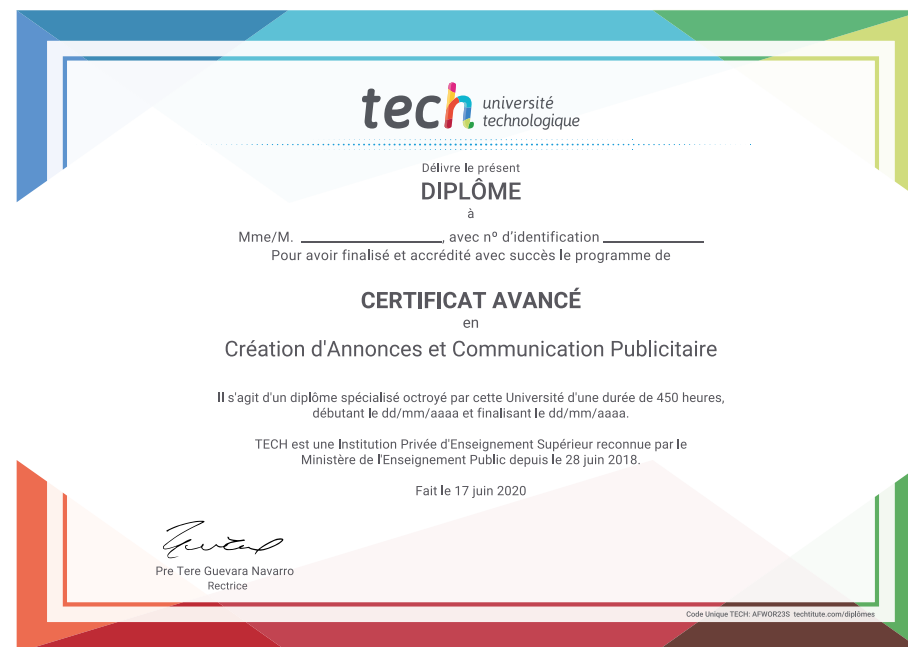 tech université
technologique
Délivre le présent
DIPLÔME
à
Mme/M. ____________, avec nº d'identification ____________
Pour avoir finalisé et accrédité avec succès le programme de
CERTIFICAT AVANCÉ
en
Création d'Annonces et Communication Publicitaire
Il s'agit d'un diplôme spécialisé octroyé par cette Université d'une durée de 450 heures,
débutant le dd/mm/aaaa et finalisant le dd/mm/aaaa.
TECH est une Institution Privée d'Enseignement Supérieur reconnue par le
Ministère de l'Enseignement Public depuis le 28 juin 2018.
Fait le 17 juin 2020
Pre Tere Guevara Navarro
Rectrice
Code Unique TECH: AFWOR23S techtitute.com/diplômes